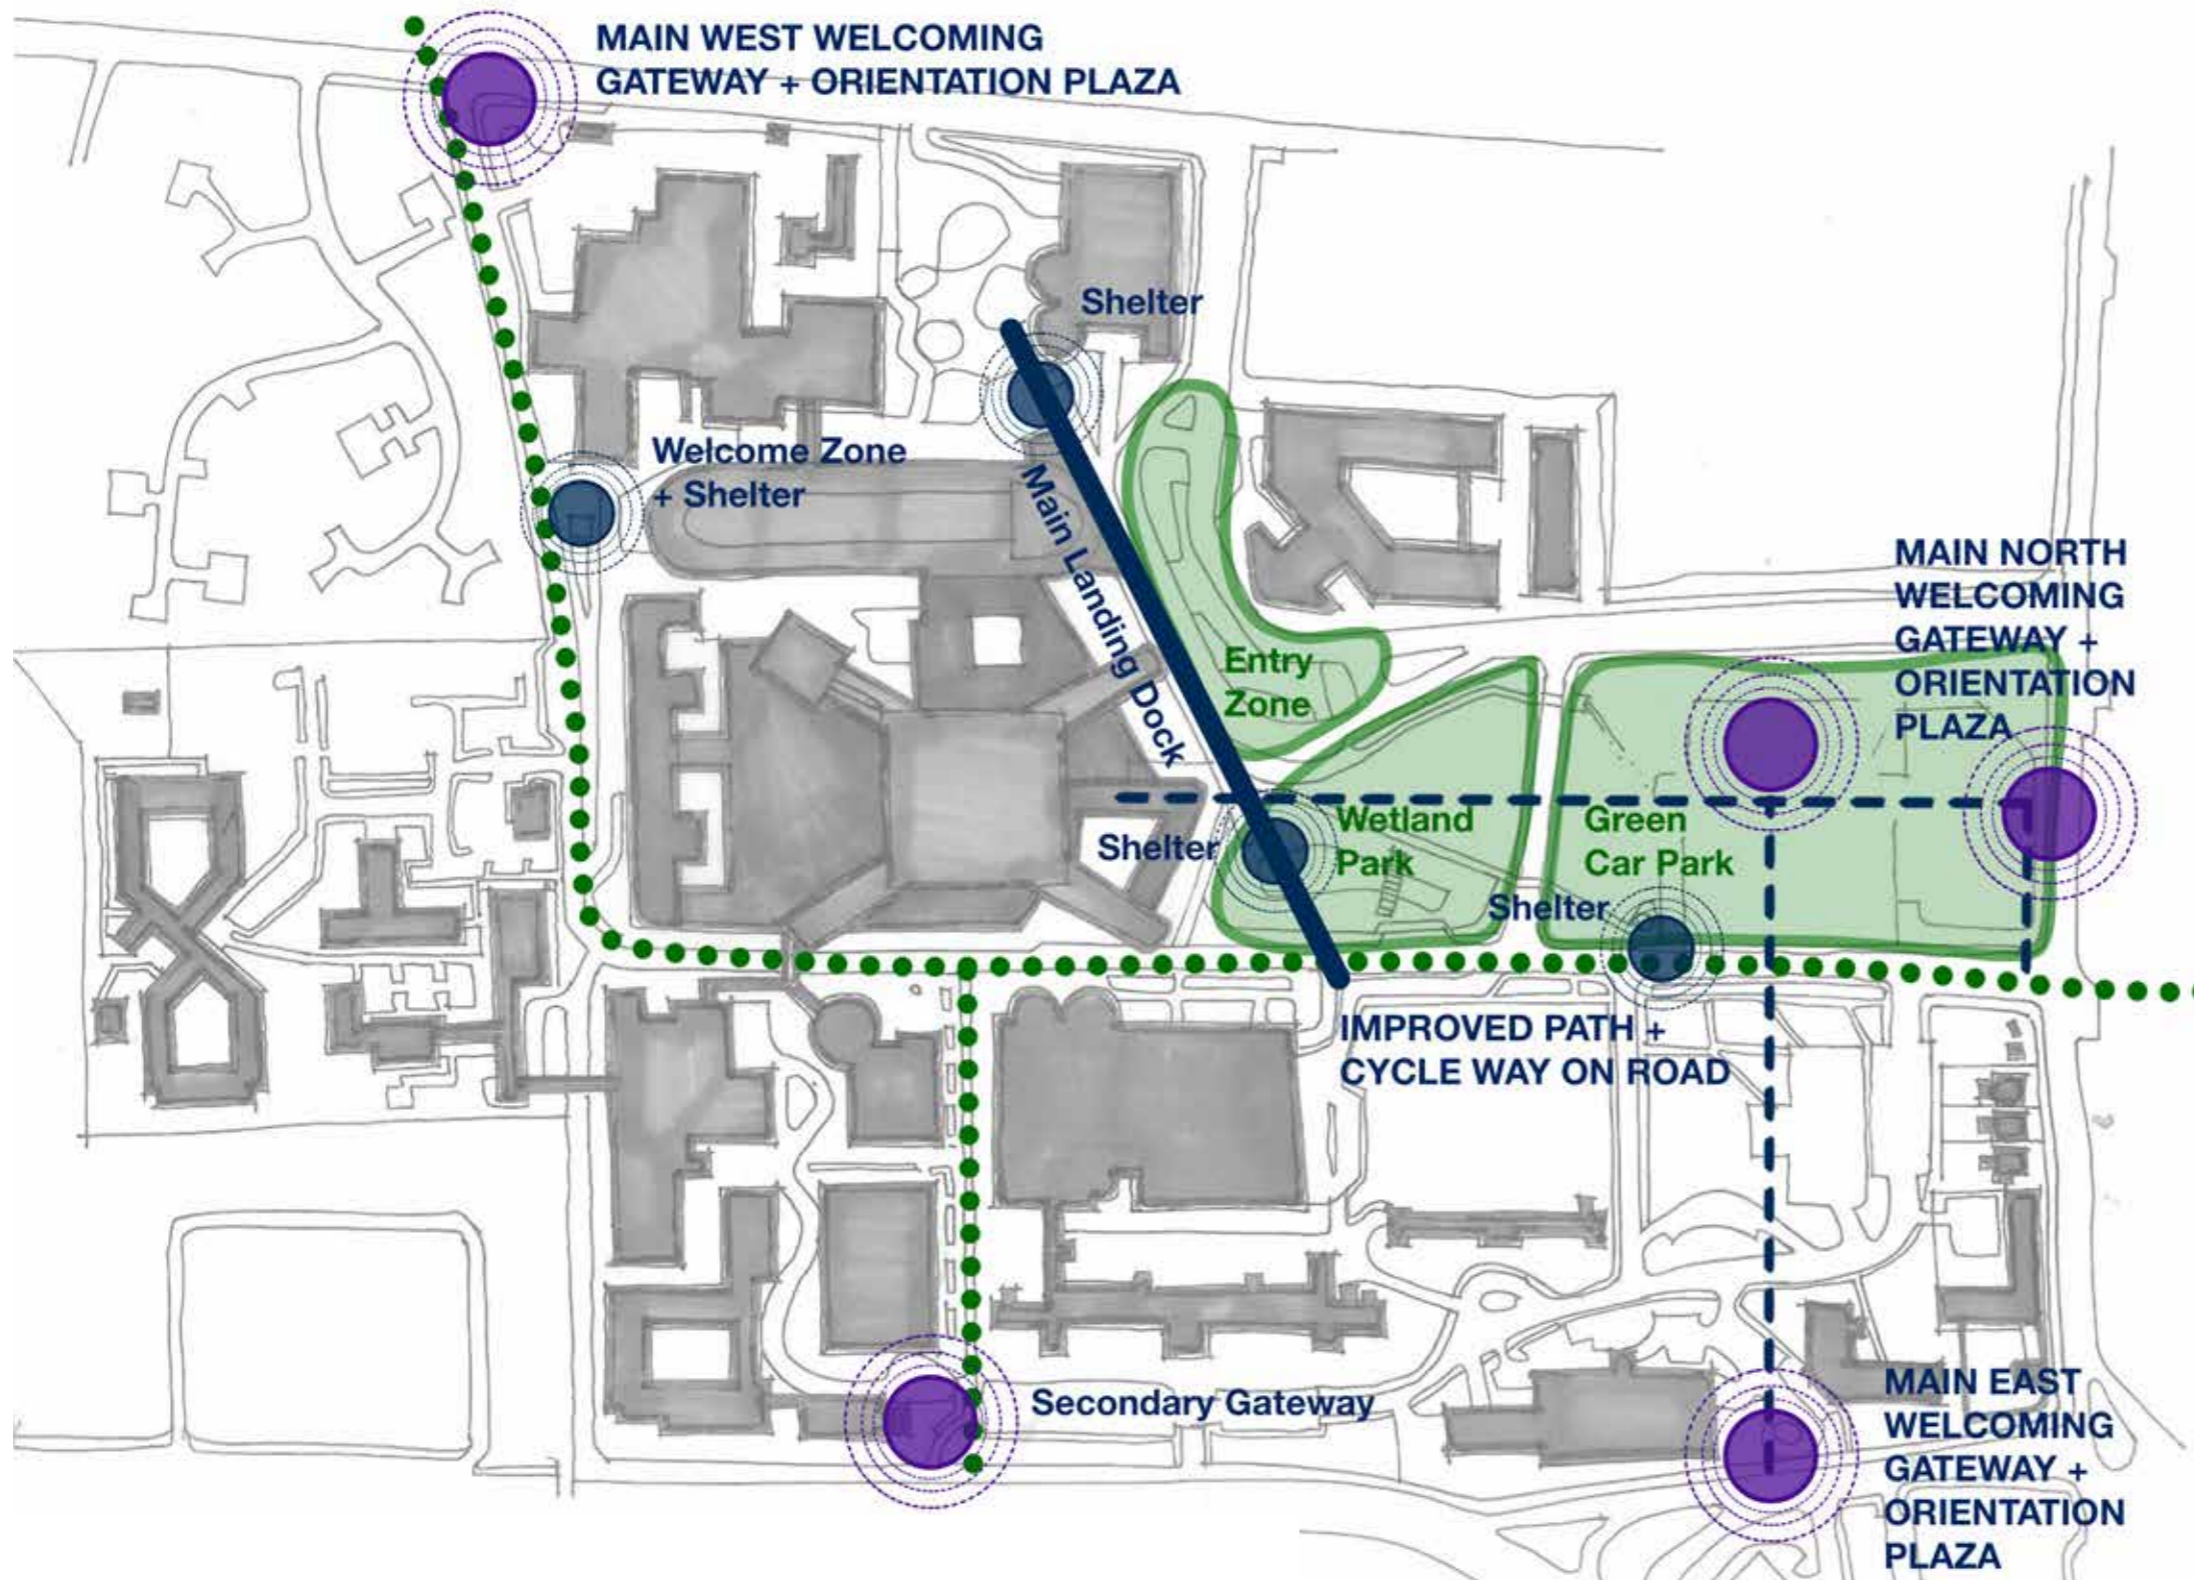 MAIN WEST WELCOMING
GATEWAY + ORIENTATION PLAZA
Shelter
Welcome Zone
+ Shelter
Main Landing Dock
MAIN NORTH
WELCOMING
GATEWAY +
ORIENTATION
PLAZA
Entry
Zone
Shelter
Wetland
Park
Green
Car Park
Shelter
IMPROVED PATH +
CYCLE WAY ON ROAD
Secondary Gateway
MAIN EAST
WELCOMING
GATEWAY +
ORIENTATION
PLAZA